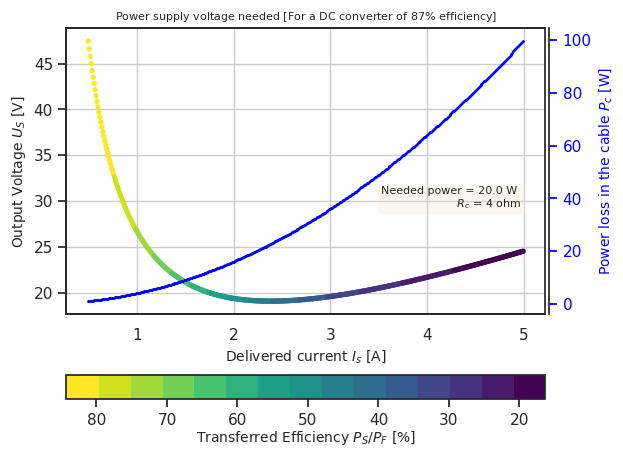 Power supply voltage needed [For a DC converter of 87% efficiency]
Output Voltage U_S [V]
45
40
35
30
25
20
100
80
60
40
20
0
Power loss in the cable P_c [W]
Needed power = 20.0 W
R_c = 4 ohm
1 2 3 4 5
Delivered current I_s [A]
80 70 60 50 40 30 20
Transferred Efficiency P_S/P_F [%]